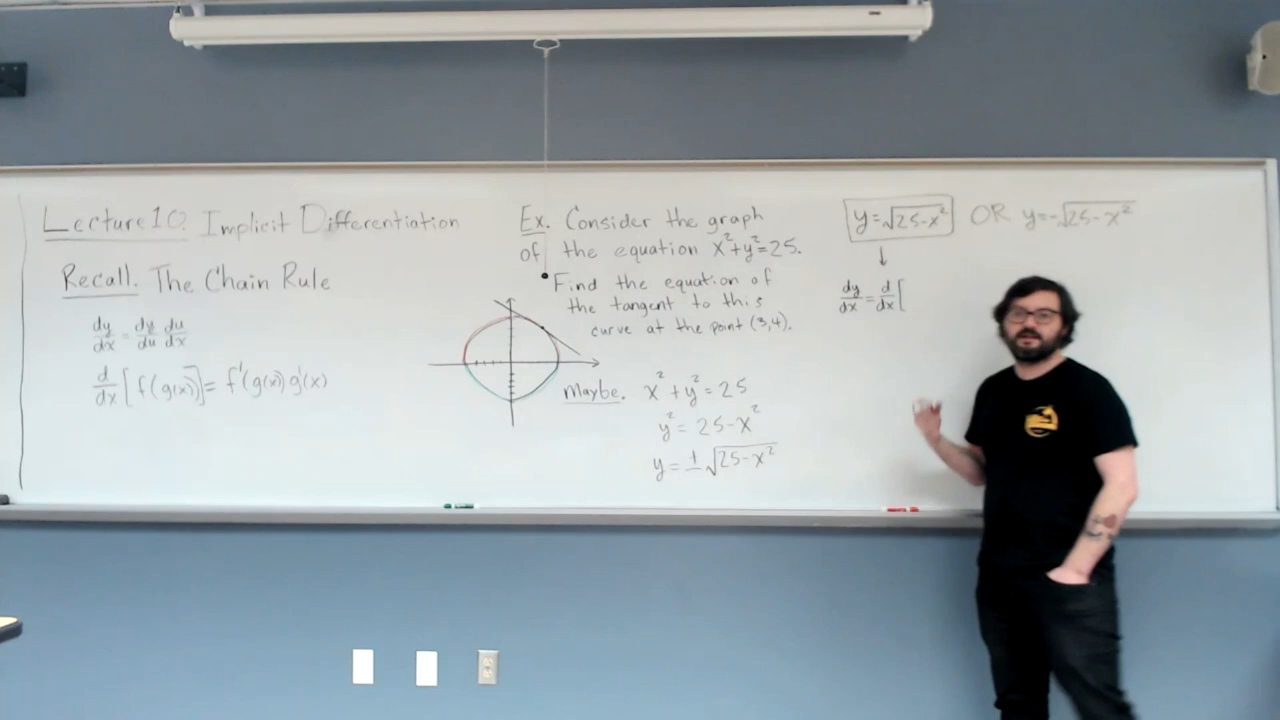 Lecture 10. Implicit Differentiation
Recall. The Chain Rule
dy/dx = dy/du du/dx
d/dx [f(g(x))] = f'(g(x)) g'(x)
Ex. Consider the graph
of the equation x²+y²=25.
Find the equation of
the tangent to this
curve at the point (3,4).
Maybe. x²+y²=25
y² = 25-x²
y = ±√(25-x²)
y=√(25-x²) OR y=-√(25-x²)
↓
dy/dx = d/dx [